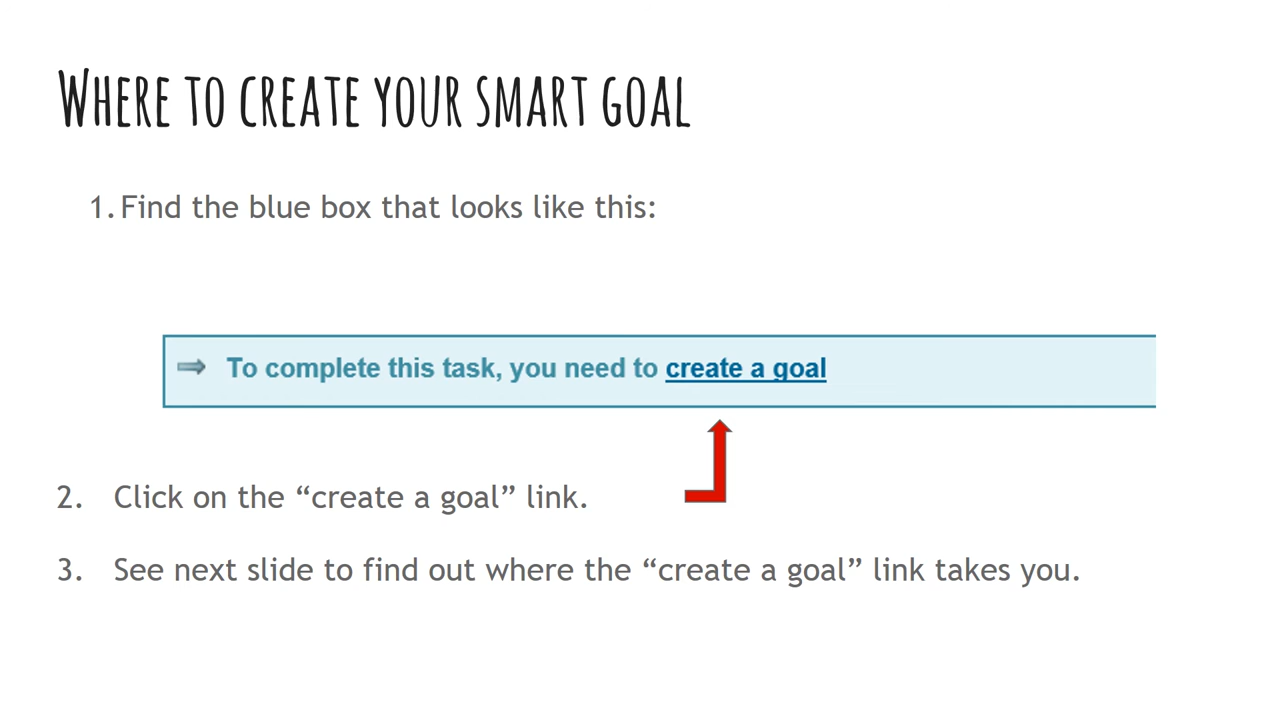 Where to create your smart goal
1. Find the blue box that looks like this:
To complete this task, you need to create a goal
2. Click on the “create a goal” link.
3. See next slide to find out where the “create a goal” link takes you.